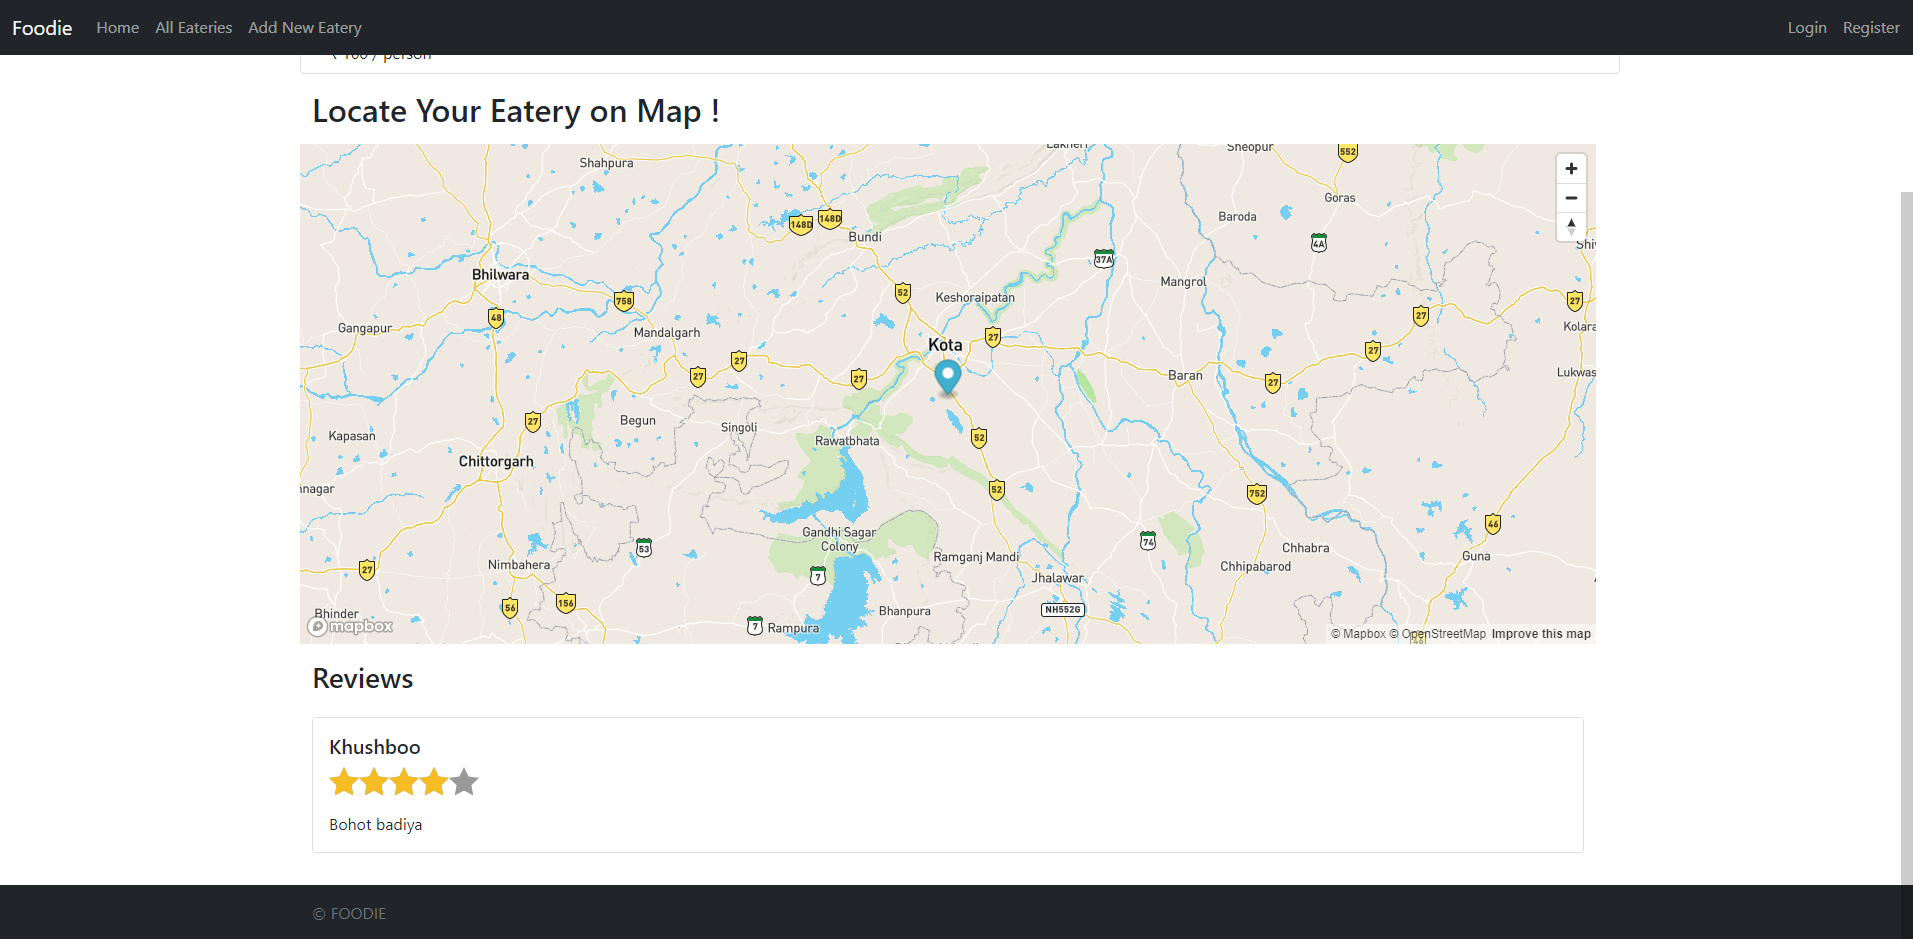 Foodie Home All Eateries Add New Eatery Login Register
/ person
Locate Your Eatery on Map !
Lakheri
Sheopur
552
Shahpura
Goras
148D
148D
Baroda
Bundi
4A
37A
Bhilwara
Mangrol
52
Keshoraipatan
758
27
48
27
Gangapur
Mandalgarh
Kolara
27
Kota
27
27
Baran
Lukwas
27
27
27
Begun
27
Singoli
Kapasan
Rawatbhata
52
Chittorgarh
nnagar
52
752
46
Gandhi Sagar
Colony
74
53
Chhabra
Ramganj Mandi
Guna
Nimbahera
Chhipabarod
27
7
Jhalawar
156
56
NH552G
Bhanpura
Bhinder
7
Rampura
mapbox
© Mapbox © OpenStreetMap Improve this map
46
Reviews
Khushboo
Bohot badiya
© FOODIE